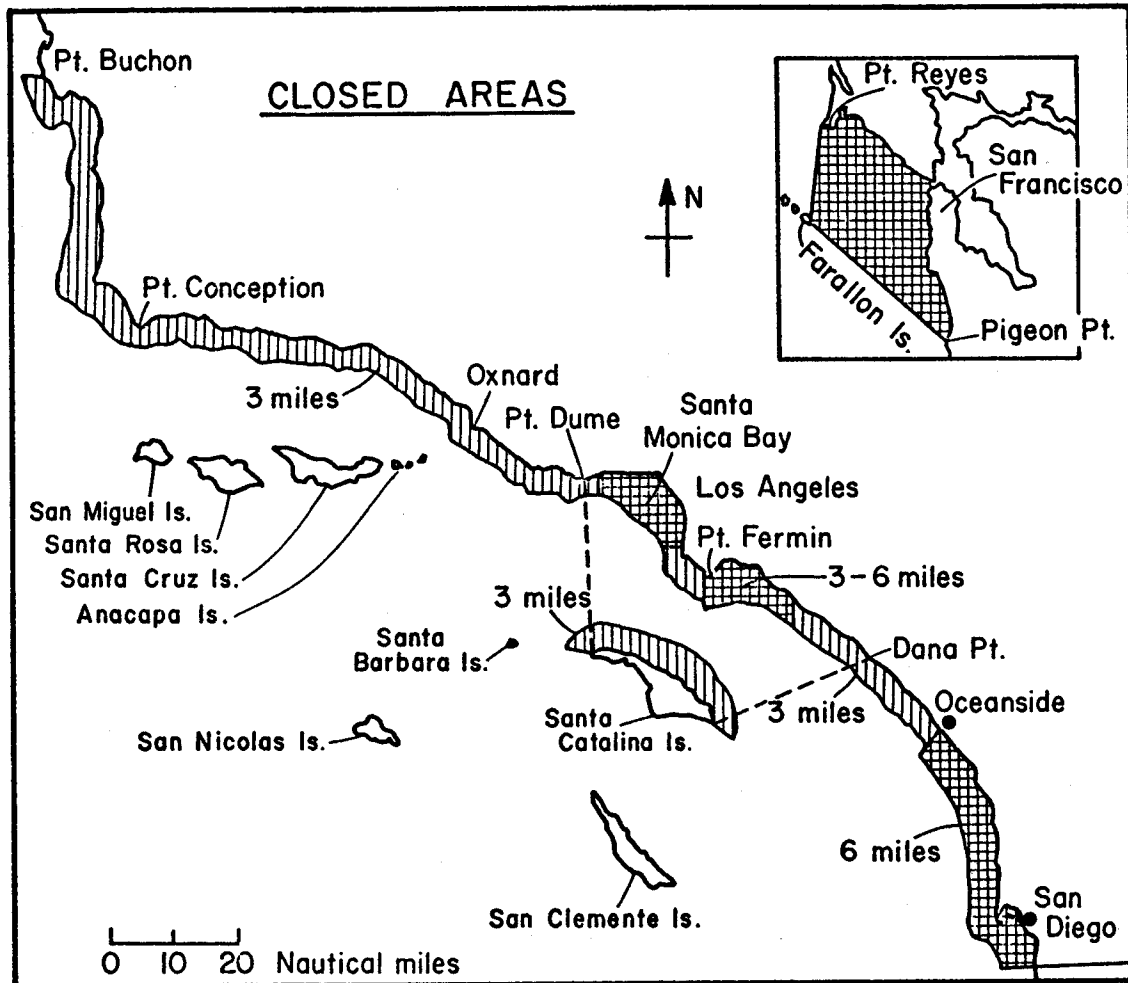 Pt. Buchon
CLOSED AREAS
Pt. Reyes
San
Francisco
N
Farallon Is.
Pigeon Pt.
Pt. Conception
3 miles
Oxnard
Pt. Dume
Santa
Monica Bay
Los Angeles
San Miguel Is.
Santa Rosa Is.
Santa Cruz Is.
Anacapa Is.
Pt. Fermin
3-6 miles
3 miles
Santa
Barbara Is.
Dana Pt.
3 miles
Oceanside
San Nicolas Is.
Santa
Catalina Is.
6 miles
San Clemente Is.
San
Diego
0 10 20 Nautical miles